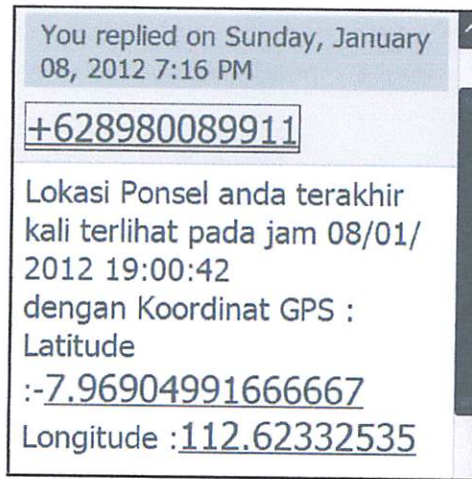 You replied on Sunday, January
08, 2012 7:16 PM
+628980089911
Lokasi Ponsel anda terakhir
kali terlihat pada jam 08/01/
2012 19:00:42
dengan Koordinat GPS :
Latitude
:-7.96904991666667
Longitude :112.62332535